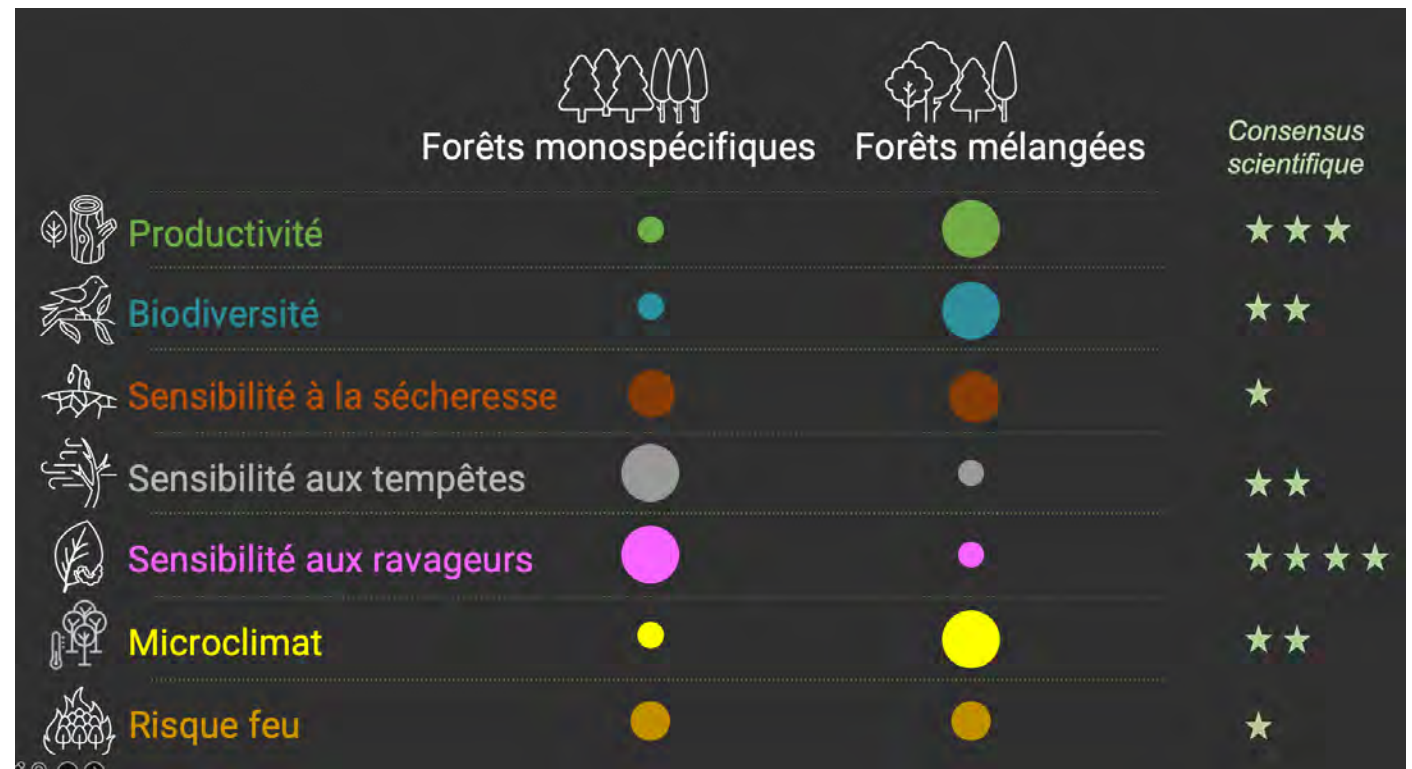 Forêts monospécifiques Forêts mélangées
Consensus
scientifique
Productivité
Biodiversité
Sensibilité à la sécheresse
Sensibilité aux tempêtes
Sensibilité aux ravageurs
Microclimat
Risque feu